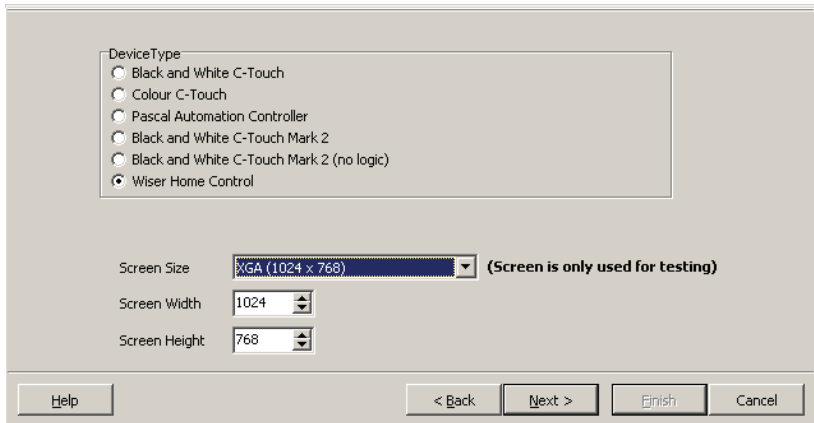 DeviceType
Black and White C-Touch
Colour C-Touch
Pascal Automation Controller
Black and White C-Touch Mark 2
Black and White C-Touch Mark 2 (no logic)
Wiser Home Control
Screen Size XGA (1024 x 768) (Screen is only used for testing)
Screen Width 1024
Screen Height 768
Help < Back Next > Finish Cancel